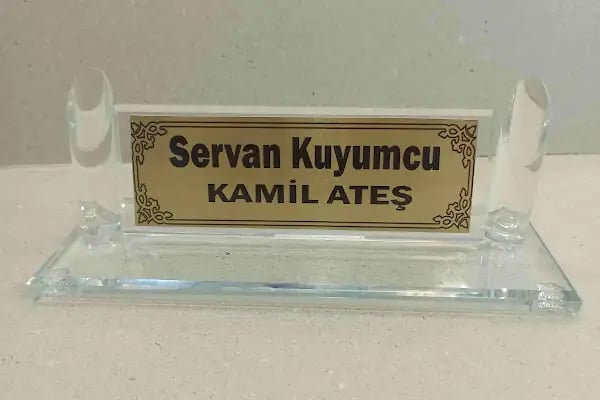 Servan Kuyumcu
KAMİL ATEŞ